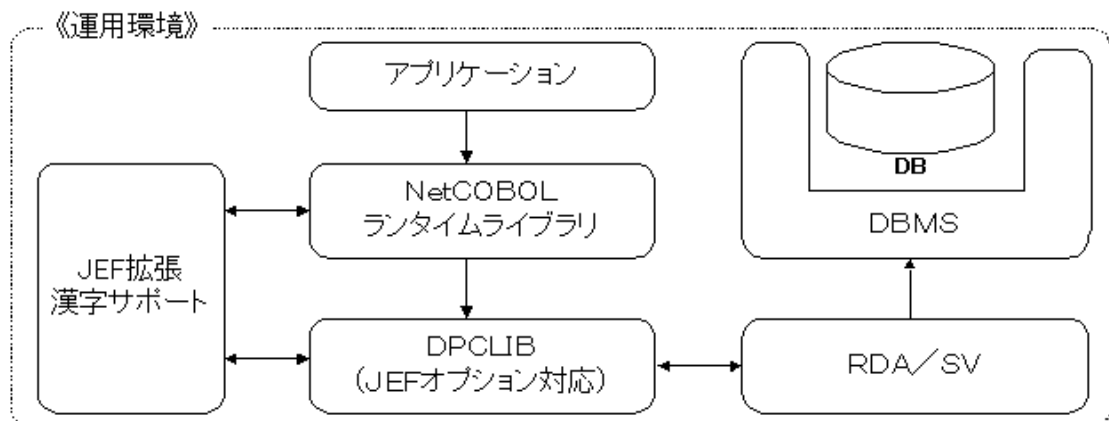 《運用環境》
アプリケーション
DB
NetCOBOL
ランタイムライブラリ
DBMS
JEF拡張
漢字サポート
DPCLIB
(JEFオプション対応)
RDA/SV